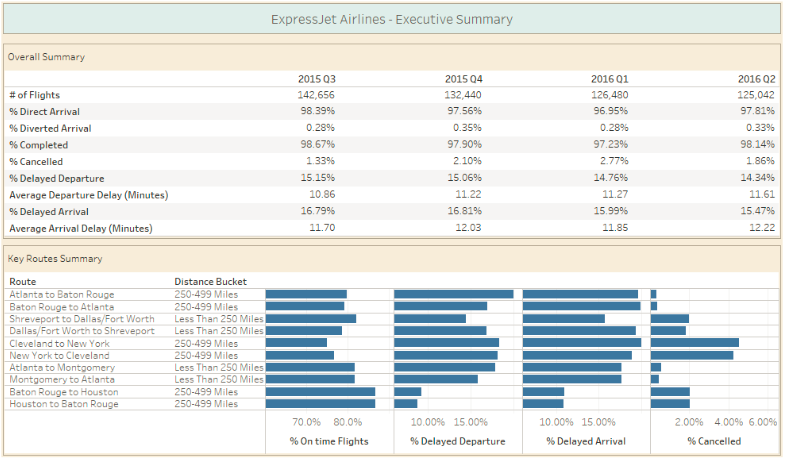 ExpressJet Airlines - Executive Summary
Overall Summary
2015 Q3 2015 Q4 2016 Q1 2016 Q2
# of Flights 142,656 132,440 126,480 125,042
% Direct Arrival 98.39% 97.56% 96.95% 97.81%
% Diverted Arrival 0.28% 0.35% 0.28% 0.33%
% Completed 98.67% 97.90% 97.23% 98.14%
% Cancelled 1.33% 2.10% 2.77% 1.86%
% Delayed Departure 15.15% 15.06% 14.76% 14.34%
Average Departure Delay (Minutes) 10.86 11.22 11.27 11.61
% Delayed Arrival 16.79% 16.81% 15.99% 15.47%
Average Arrival Delay (Minutes) 11.70 12.03 11.85 12.22
Key Routes Summary
Route Distance Bucket
Atlanta to Baton Rouge 250-499 Miles
Baton Rouge to Atlanta 250-499 Miles
Shreveport to Dallas/Fort Worth Less Than 250 Miles
Dallas/Fort Worth to Shreveport Less Than 250 Miles
Cleveland to New York 250-499 Miles
New York to Cleveland 250-499 Miles
Atlanta to Montgomery Less Than 250 Miles
Montgomery to Atlanta Less Than 250 Miles
Baton Rouge to Houston 250-499 Miles
Houston to Baton Rouge 250-499 Miles
70.0% 80.0% 10.00% 15.00% 10.00% 15.00% 2.00% 4.00% 6.00%
% On time Flights % Delayed Departure % Delayed Arrival % Cancelled